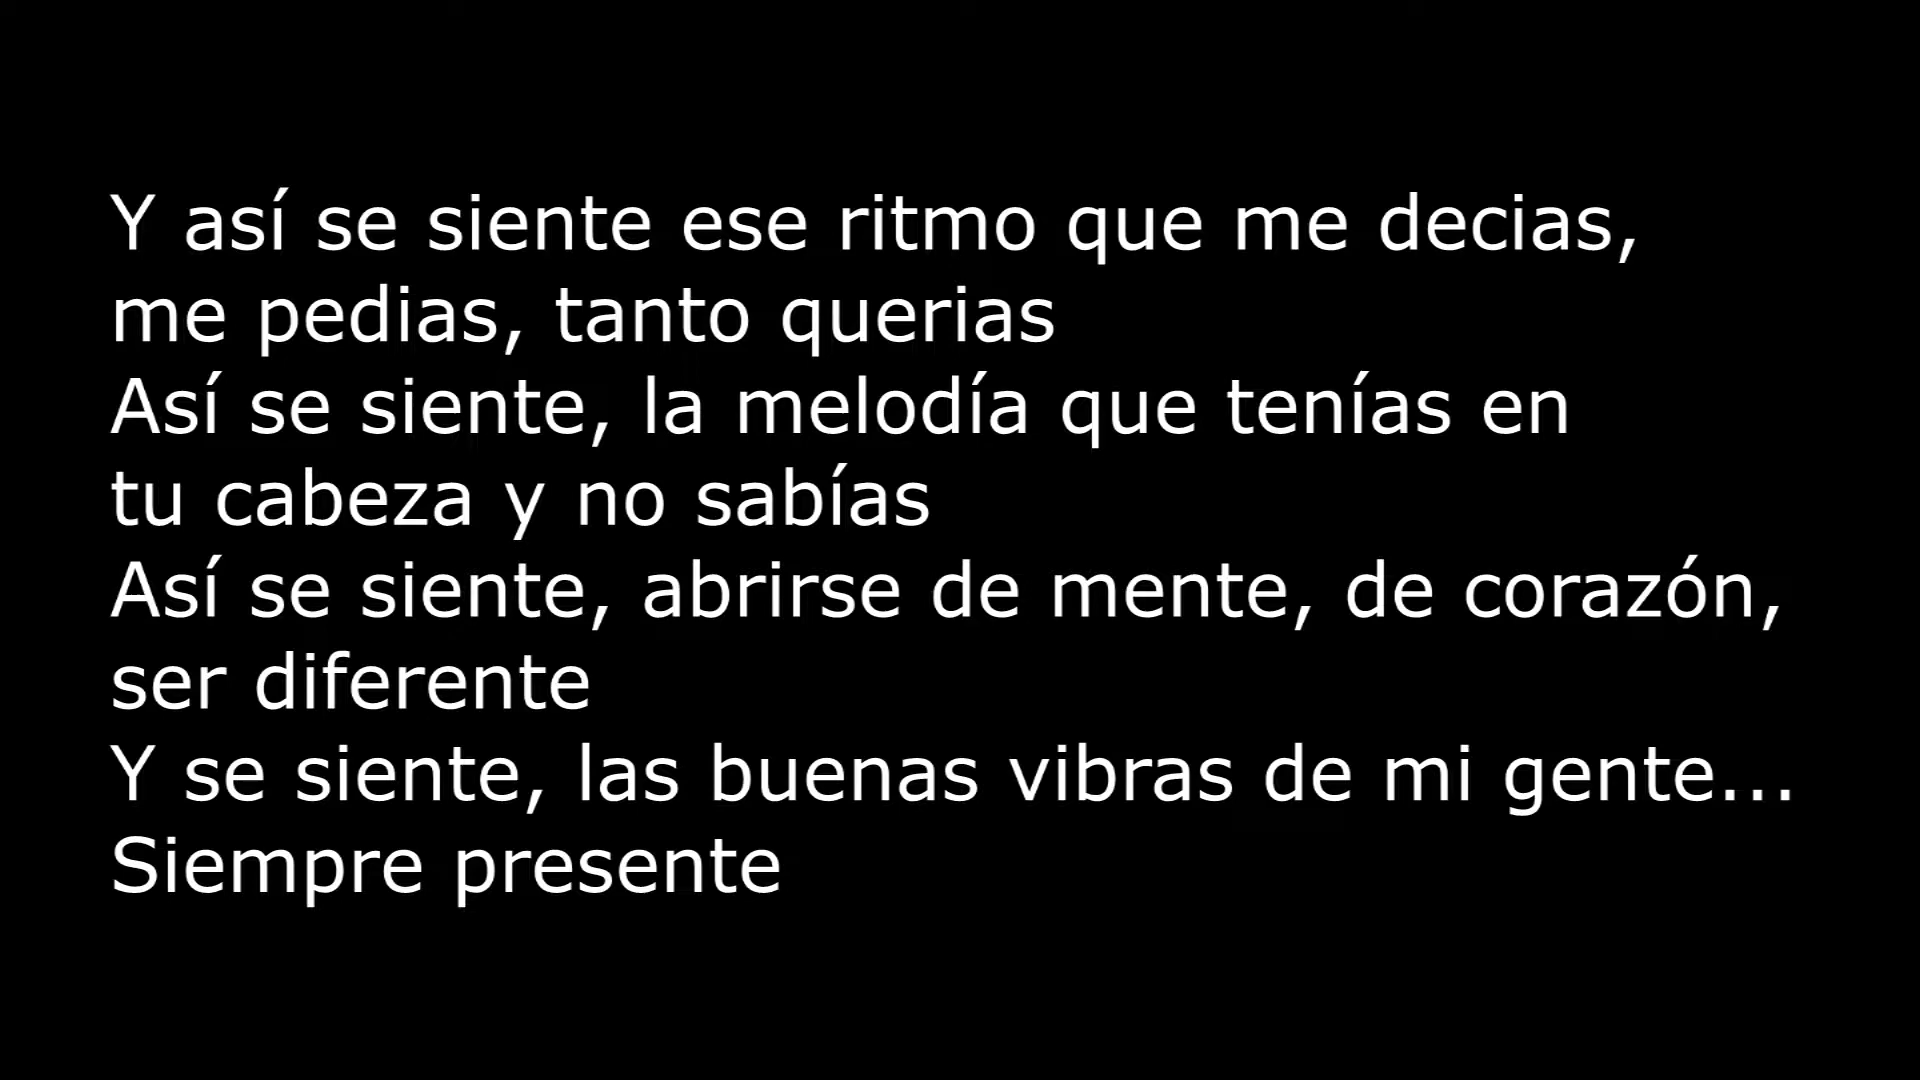 Y así se siente ese ritmo que me decias,
me pedias, tanto querias
Así se siente, la melodía que tenías en
tu cabeza y no sabías
Así se siente, abrirse de mente, de corazón,
ser diferente
Y se siente, las buenas vibras de mi gente...
Siempre presente